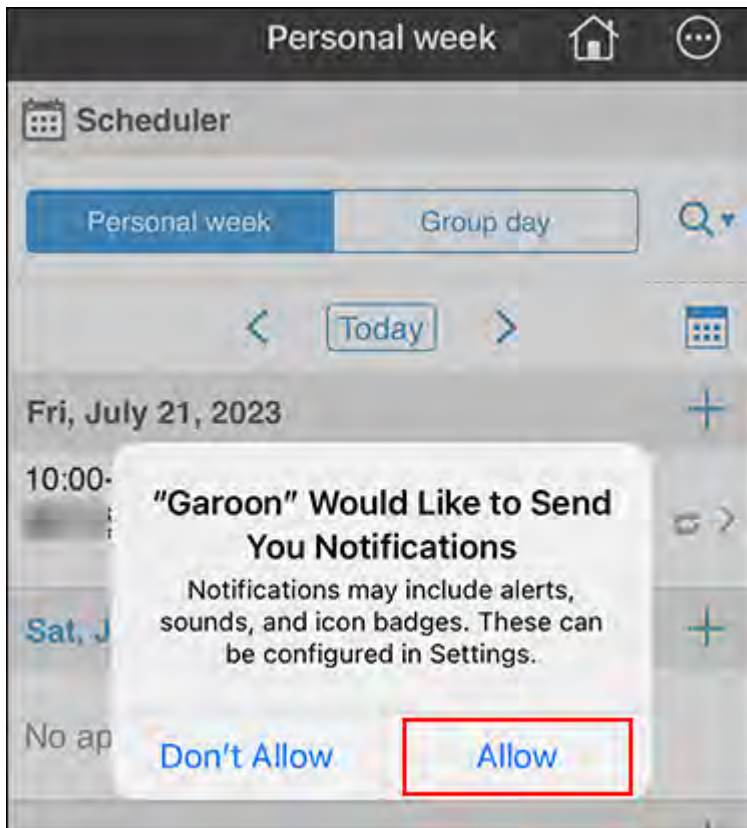 Personal week
Scheduler
Personal week
Group day
Today
Fri, July 21, 2023
10:00-
"Garoon" Would Like to Send
You Notifications
Notifications may include alerts,
sounds, and icon badges. These can
be configured in Settings.
Sat, J
No ap
Don't Allow
Allow